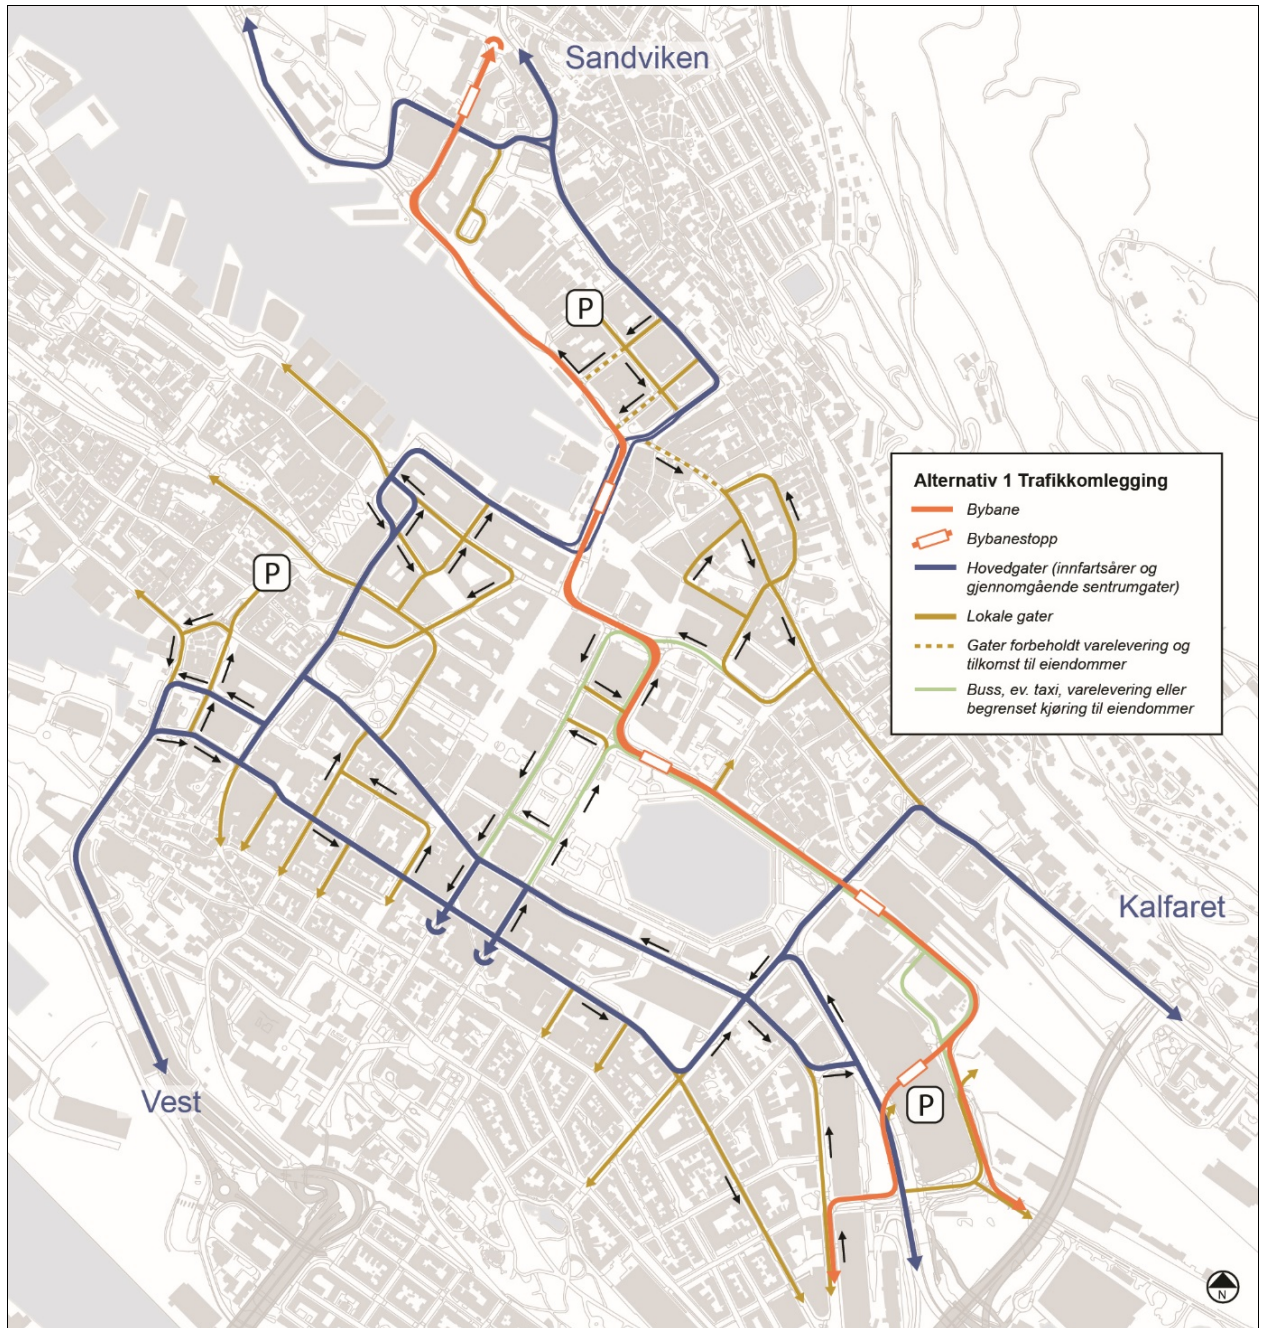 Sandviken
P
Alternativ 1 Trafikkomlegging
Bybane
Bybanestopp
Hovedgater (innfartsårer og
gjennomgående sentrumgater)
Lokale gater
Gater forbeholdt varelevering og
tilkomst til eiendommer
Buss, ev. taxi, varelevering eller
begrenset kjøring til eiendommer
P
Kalfaret
Vest
P
N